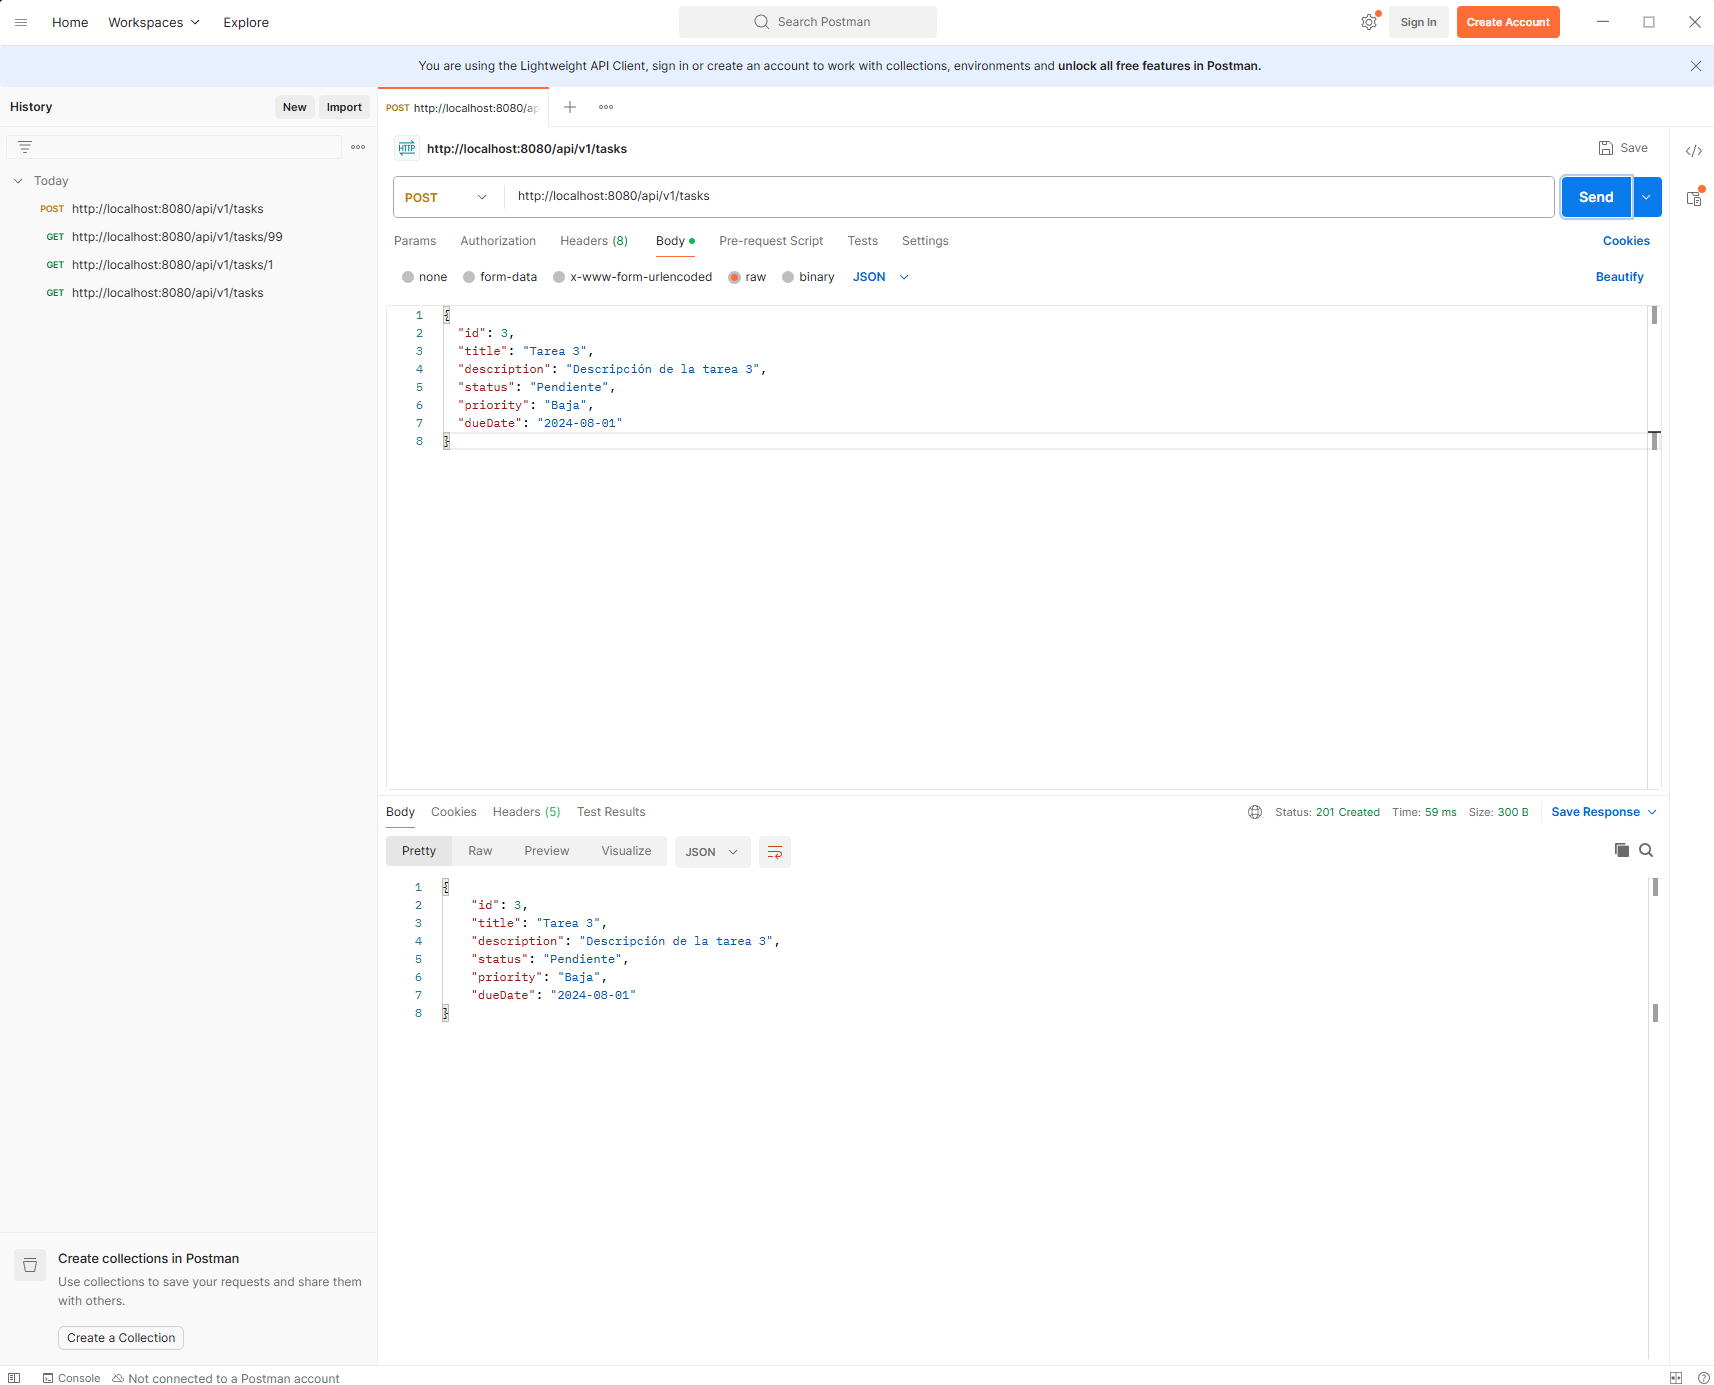 Home Workspaces Explore Search Postman Sign In Create Account
You are using the Lightweight API Client, sign in or create an account to work with collections, environments and unlock all free features in Postman.
History New Import
Today
POST http://localhost:8080/api/v1/tasks
GET http://localhost:8080/api/v1/tasks/99
GET http://localhost:8080/api/v1/tasks/1
GET http://localhost:8080/api/v1/tasks
Create collections in Postman
Use collections to save your requests and share them
with others.
Create a Collection
POST http://localhost:8080/ap
HTTP http://localhost:8080/api/v1/tasks Save
POST http://localhost:8080/api/v1/tasks Send
Params Authorization Headers (8) Body Pre-request Script Tests Settings Cookies
none form-data x-www-form-urlencoded raw binary JSON Beautify
1 {
2 "id": 3,
3 "title": "Tarea 3",
4 "description": "Descripción de la tarea 3",
5 "status": "Pendiente",
6 "priority": "Baja",
7 "dueDate": "2024-08-01"
8 }
Body Cookies Headers (5) Test Results Status: 201 Created Time: 59 ms Size: 300 B Save Response
Pretty Raw Preview Visualize JSON
1 {
2 "id": 3,
3 "title": "Tarea 3",
4 "description": "Descripción de la tarea 3",
5 "status": "Pendiente",
6 "priority": "Baja",
7 "dueDate": "2024-08-01"
8 }
Console Not connected to a Postman account